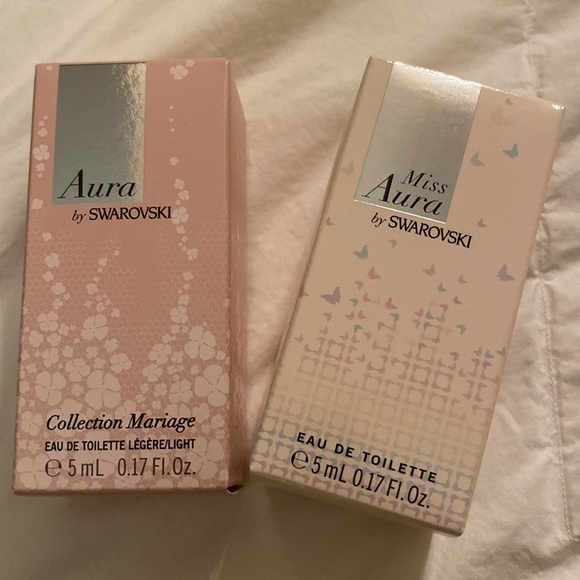 Aura
by SWAROVSKI
Collection Mariage
EAU DE TOILETTE LÉGÈRE/LIGHT
℮ 5 mL 0.17 Fl.Oz.
Miss
Aura
by SWAROVSKI
EAU DE TOILETTE
℮ 5 mL 0.17 Fl.Oz.